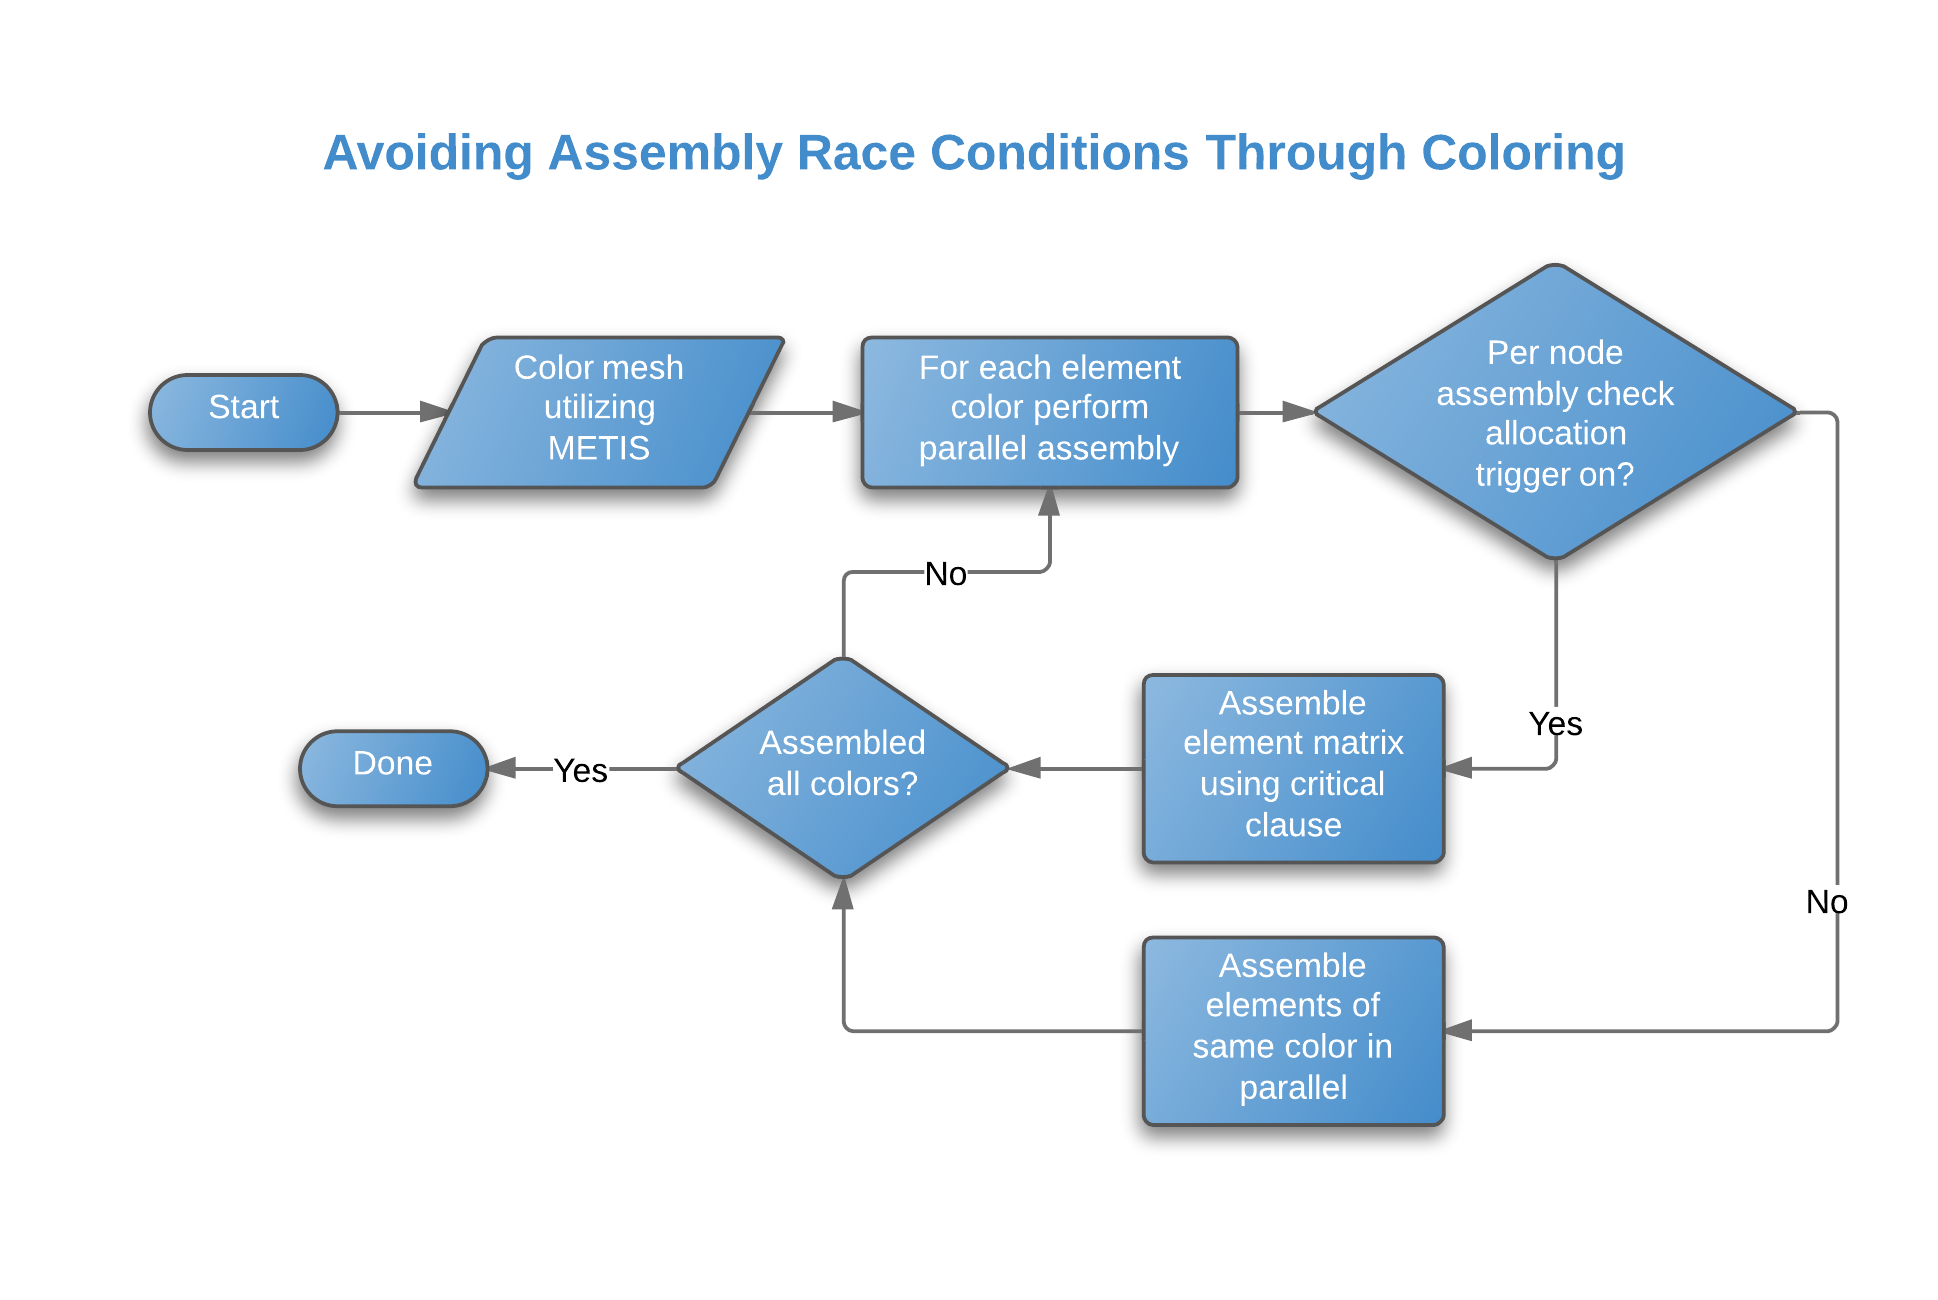 Avoiding Assembly Race Conditions Through Coloring
Start
Color mesh
utilizing
METIS
For each element
color perform
parallel assembly
Per node
assembly check
allocation
trigger on?
No
Yes
Assemble
element matrix
using critical
clause
Assembled
all colors?
Yes
Done
No
Assemble
elements of
same color in
parallel